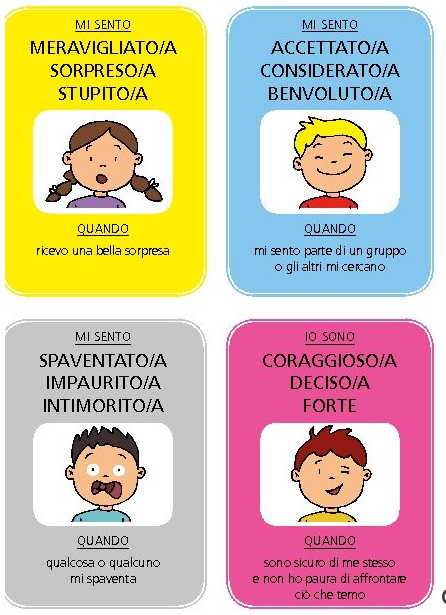 MI SENTO
MERAVIGLIATO/A
SORPRESO/A
STUPITO/A
QUANDO
ricevo una bella sorpresa
MI SENTO
ACCETTATO/A
CONSIDERATO/A
BENVOLUTO/A
QUANDO
mi sento parte di un gruppo
o gli altri mi cercano
MI SENTO
SPAVENTATO/A
IMPAURITO/A
INTIMORITO/A
QUANDO
qualcosa o qualcuno
mi spaventa
IO SONO
CORAGGIOSO/A
DECISO/A
FORTE
QUANDO
sono sicuro di me stesso
e non ho paura di affrontare
ciò che temo